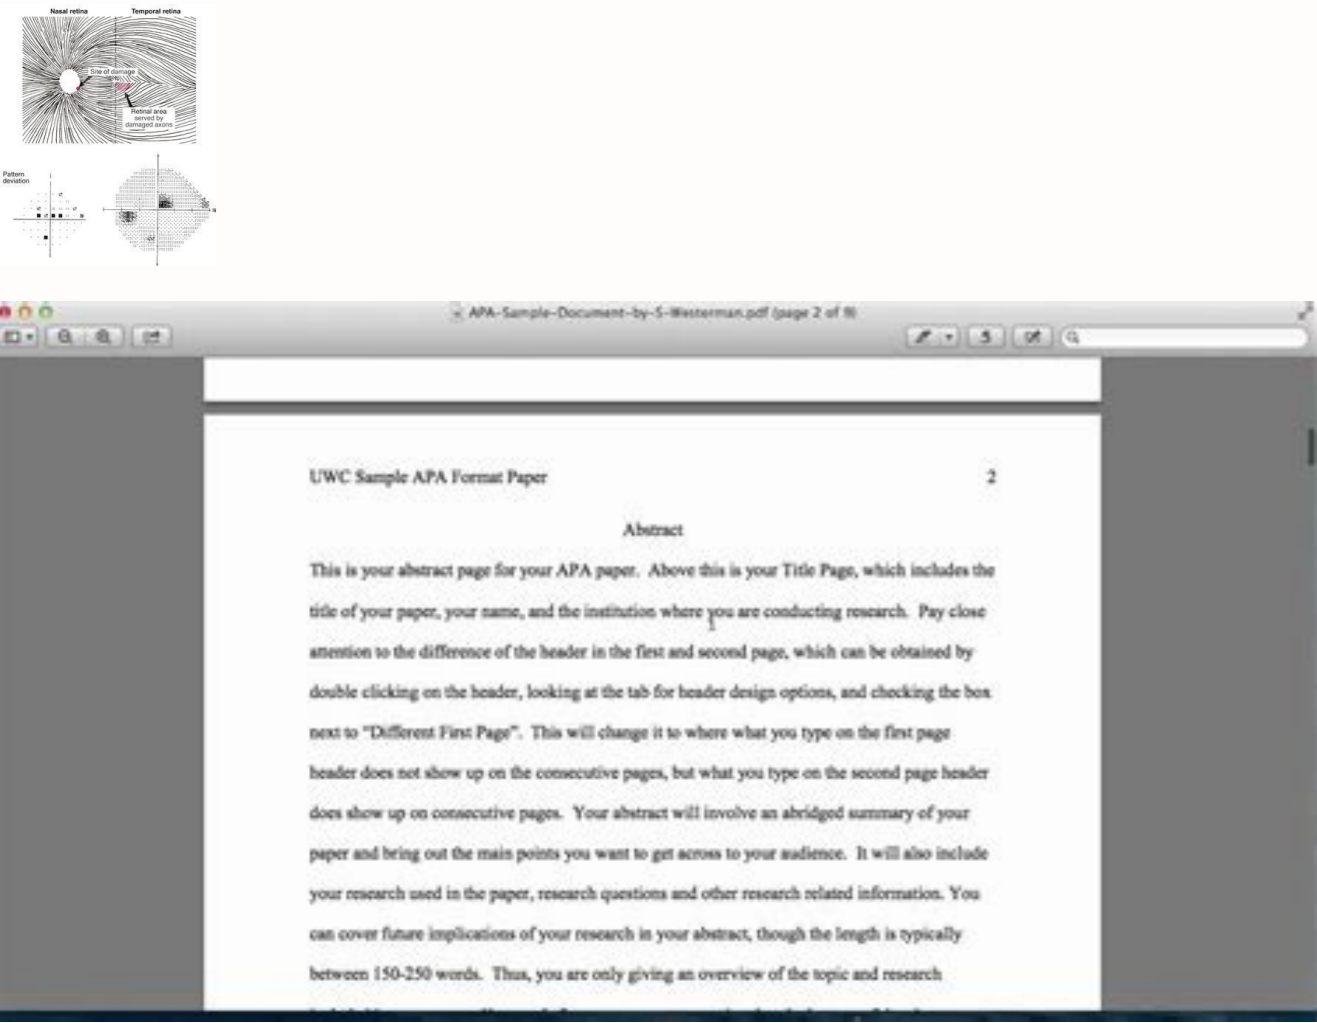 Nasal retina
Temporal retina
Site of damage
Retinal area
served by
damaged axons
Pattern
deviation
APA-Sample-Document-by-S-Westerman.pdf (page 2 of 9)
UWC Sample APA Format Paper 2
Abstract
This is your abstract page for your APA paper.  Above this is your Title Page, which includes the
title of your paper, your name, and the institution where you are conducting research.  Pay close
attention to the difference of the header in the first and second page, which can be obtained by
double clicking on the header, looking at the tab for header design options, and checking the box
next to "Different First Page".  This will change it to where what you type on the first page
header does not show up on the consecutive pages, but what you type on the second page header
does show up on consecutive pages.  Your abstract will involve an abridged summary of your
paper and bring out the main points you want to get across to your audience.  It will also include
your research used in the paper, research questions and other research related information. You
can cover future implications of your research in your abstract, though the length is typically
between 150-250 words.  Thus, you are only giving an overview of the topic and research